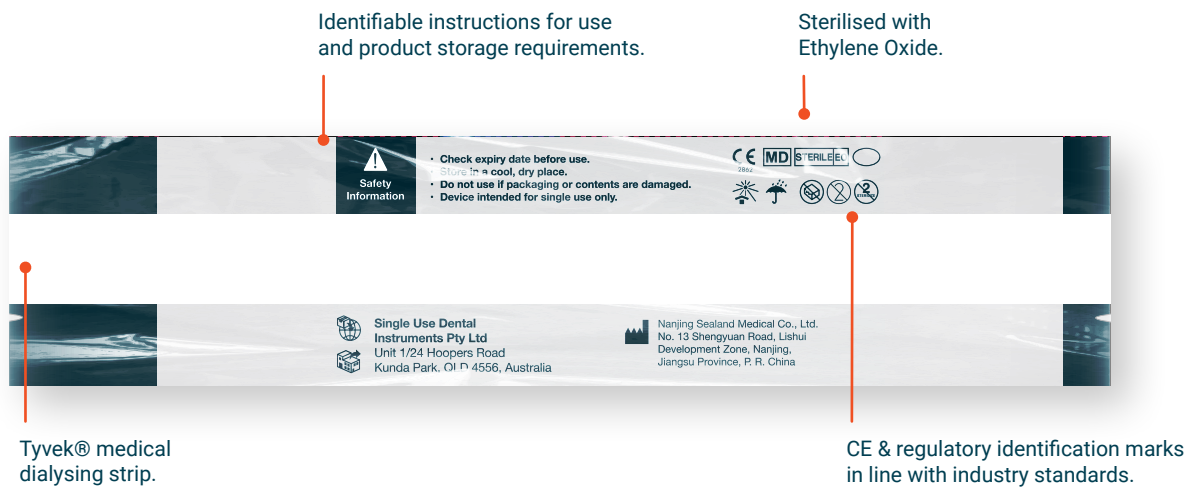 Identifiable instructions for use
and product storage requirements.
Sterilised with
Ethylene Oxide.
Safety
Information
· Check expiry date before use.
· Store in a cool, dry place.
· Do not use if packaging or contents are damaged.
· Device intended for single use only.
CE MD STERILE EO
2862
2
2
Single Use Dental
Instruments Pty Ltd
Unit 1/24 Hoopers Road
Kunda Park, QLD 4556, Australia
Nanjing Sealand Medical Co., Ltd.
No. 13 Shengyuan Road, Lishui
Development Zone, Nanjing,
Jiangsu Province, P. R. China
Tyvek® medical
dialysing strip.
CE & regulatory identification marks
in line with industry standards.